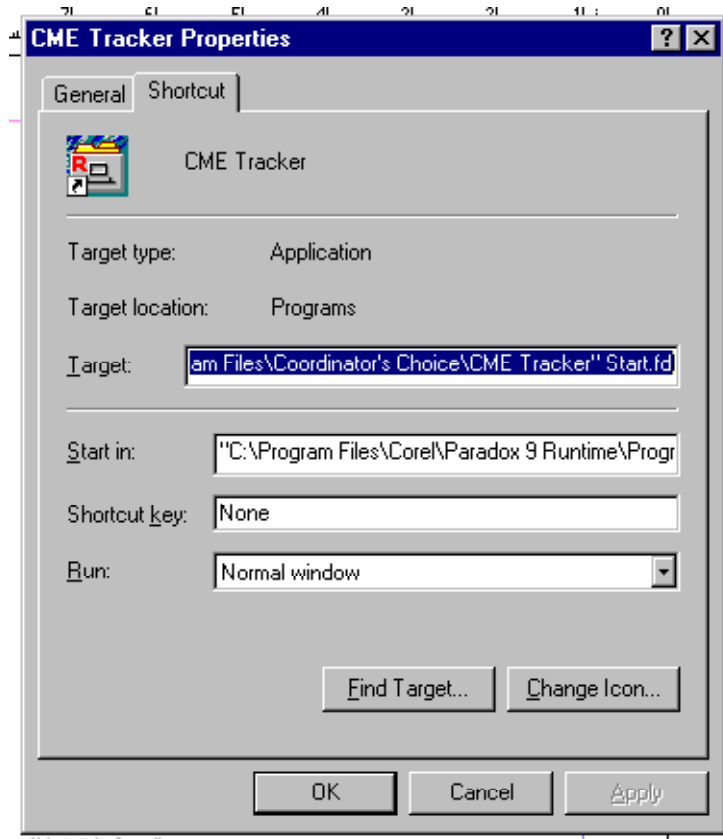 CME Tracker Properties
General Shortcut
R
CME Tracker
Target type: Application
Target location: Programs
Target: am Files\Coordinator's Choice\CME Tracker" Start.fdl
Start in: "C:\Program Files\Corel\Paradox 9 Runtime\Progr
Shortcut key: None
Run: Normal window
Find Target... Change Icon...
OK Cancel Apply